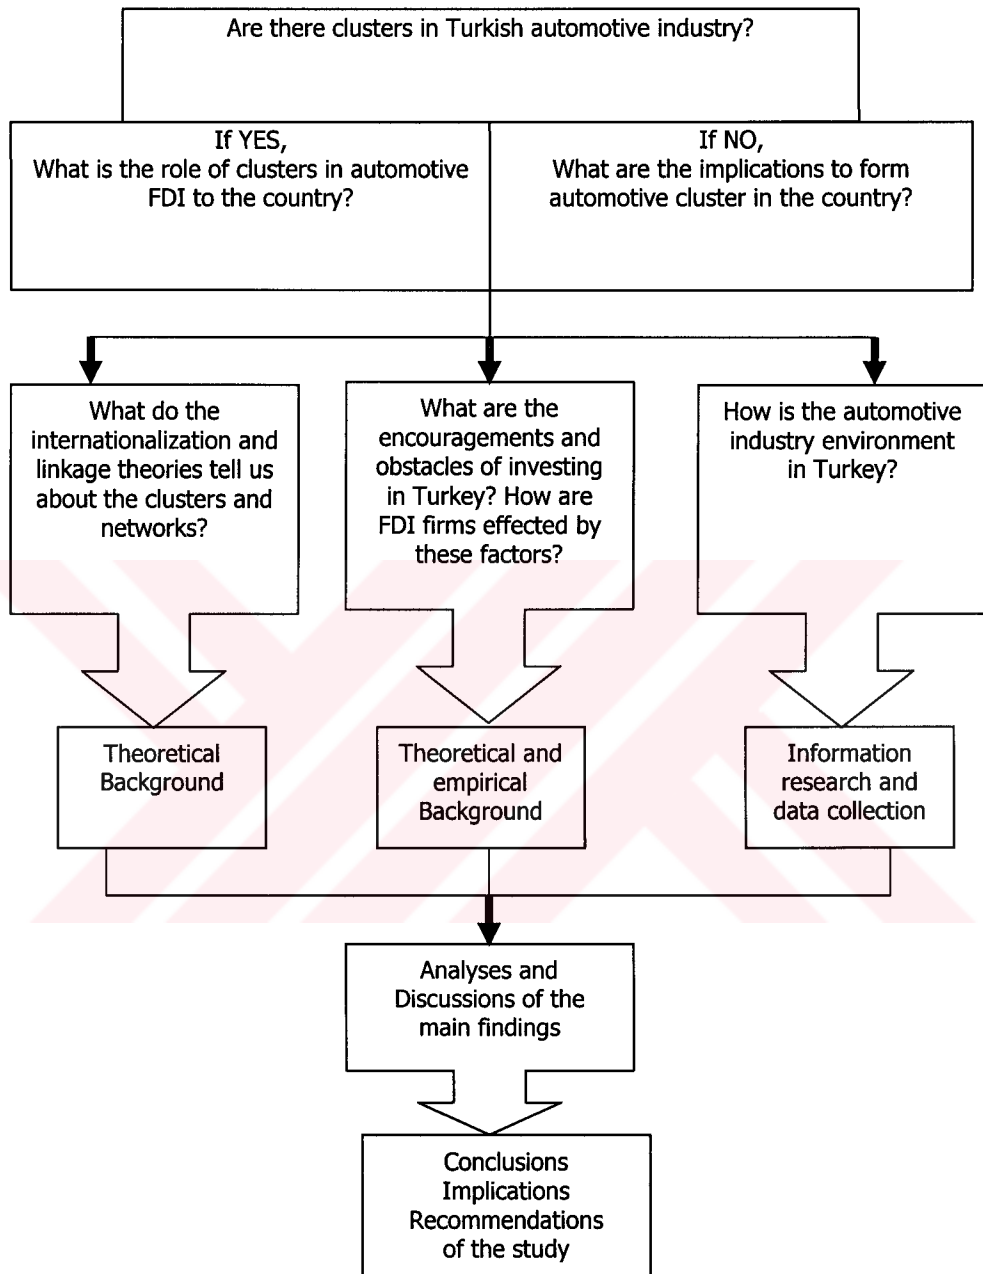 Are there clusters in Turkish automotive industry?
If YES,
What is the role of clusters in automotive
FDI to the country?
If NO,
What are the implications to form
automotive cluster in the country?
What do the
internationalization and
linkage theories tell us
about the clusters and
networks?
What are the
encouragements and
obstacles of investing
in Turkey? How are
FDI firms effected by
these factors?
How is the automotive
industry environment
in Turkey?
Theoretical
Background
Theoretical and
empirical
Background
Information
research and
data collection
Analyses and
Discussions of the
main findings
Conclusions
Implications
Recommendations
of the study